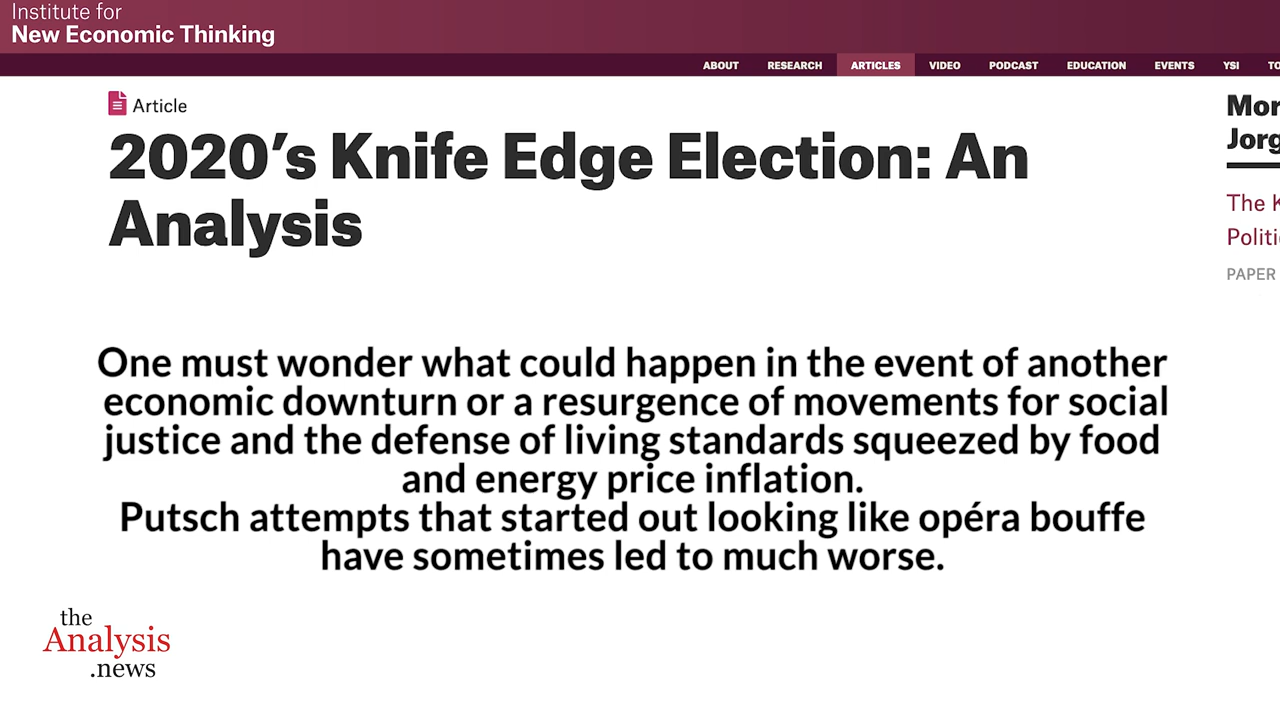 Institute for
New Economic Thinking
ABOUT RESEARCH ARTICLES VIDEO PODCAST EDUCATION EVENTS YSI
Article
2020’s Knife Edge Election: An
Analysis
The
PAPER
One must wonder what could happen in the event of another
economic downturn or a resurgence of movements for social
justice and the defense of living standards squeezed by food
and energy price inflation.
Putsch attempts that started out looking like opéra bouffe
have sometimes led to much worse.
the
Analysis
.news